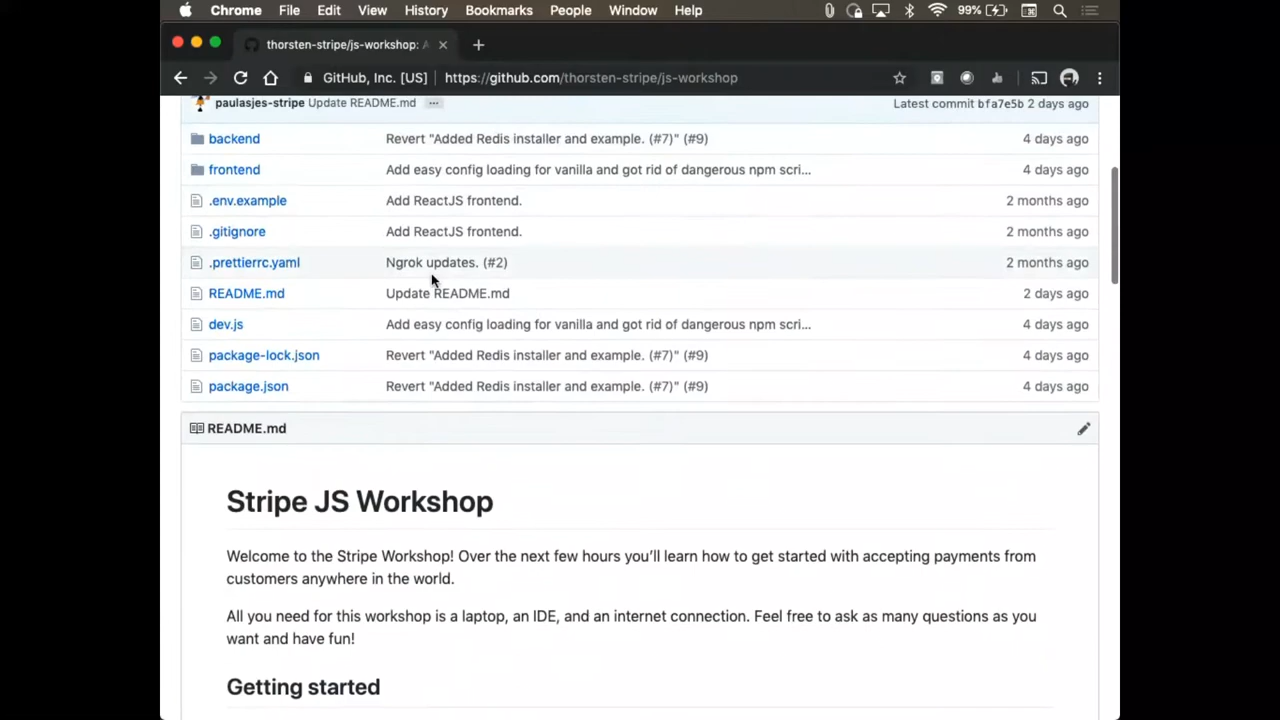 Chrome File Edit View History Bookmarks People Window Help 99%
thorsten-stripe/js-workshop: A
GitHub, Inc. [US] | https://github.com/thorsten-stripe/js-workshop
paulasjes-stripe Update README.md ... Latest commit bfa7e5b 2 days ago
backend Revert "Added Redis installer and example. (#7)" (#9) 4 days ago
frontend Add easy config loading for vanilla and got rid of dangerous npm scri... 4 days ago
.env.example Add ReactJS frontend. 2 months ago
.gitignore Add ReactJS frontend. 2 months ago
.prettierrc.yaml Ngrok updates. (#2) 2 months ago
README.md Update README.md 2 days ago
dev.js Add easy config loading for vanilla and got rid of dangerous npm scri... 4 days ago
package-lock.json Revert "Added Redis installer and example. (#7)" (#9) 4 days ago
package.json Revert "Added Redis installer and example. (#7)" (#9) 4 days ago
README.md
Stripe JS Workshop
Welcome to the Stripe Workshop! Over the next few hours you'll learn how to get started with accepting payments from
customers anywhere in the world.
All you need for this workshop is a laptop, an IDE, and an internet connection. Feel free to ask as many questions as you
want and have fun!
Getting started